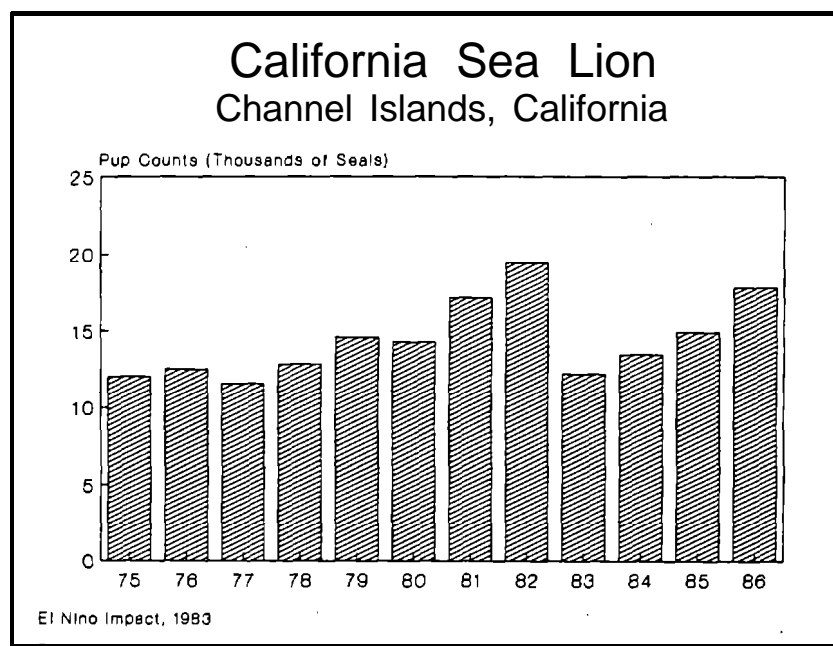 California Sea Lion
Channel Islands, California
Pup Counts (Thousands of Seals)
25
20
15
10
5
0
75 76 77 78 79 80 81 82 83 84 85 86
El Nino Impact, 1983